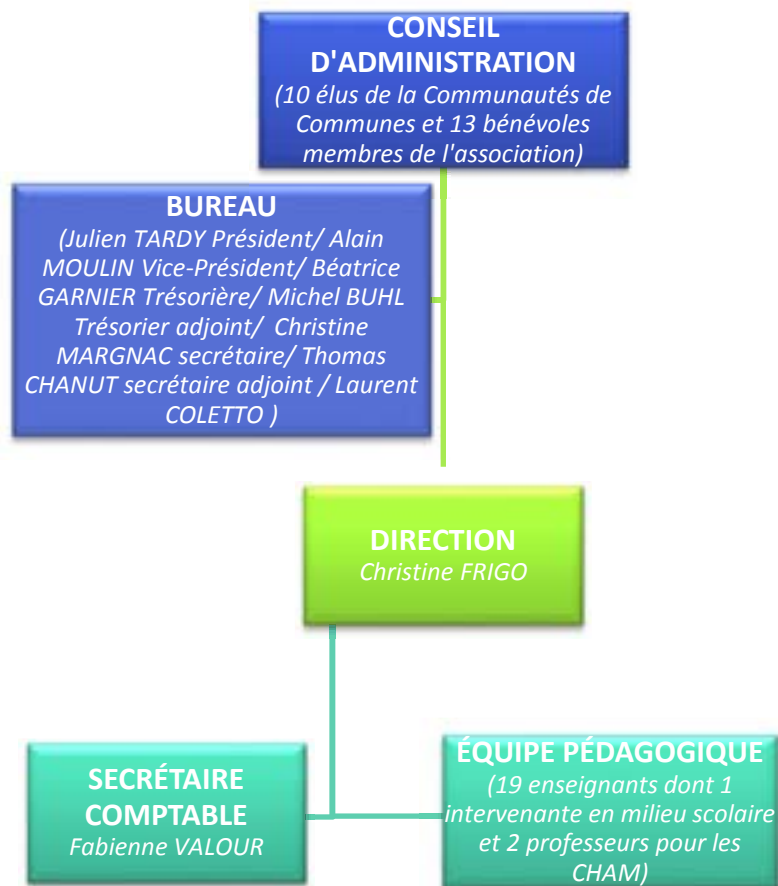 CONSEIL
D'ADMINISTRATION
(10 élus de la Communautés de
Communes et 13 bénévoles
membres de l'association)
BUREAU
(Julien TARDY Président/ Alain
MOULIN Vice-Président/ Béatrice
GARNIER Trésorière/ Michel BUHL
Trésorier adjoint/ Christine
MARGNAC secrétaire/ Thomas
CHANUT secrétaire adjoint / Laurent
COLETTO )
DIRECTION
Christine FRIGO
SECRÉTAIRE
COMPTABLE
Fabienne VALOUR
ÉQUIPE PÉDAGOGIQUE
(19 enseignants dont 1
intervenante en milieu scolaire
et 2 professeurs pour les
CHAM)